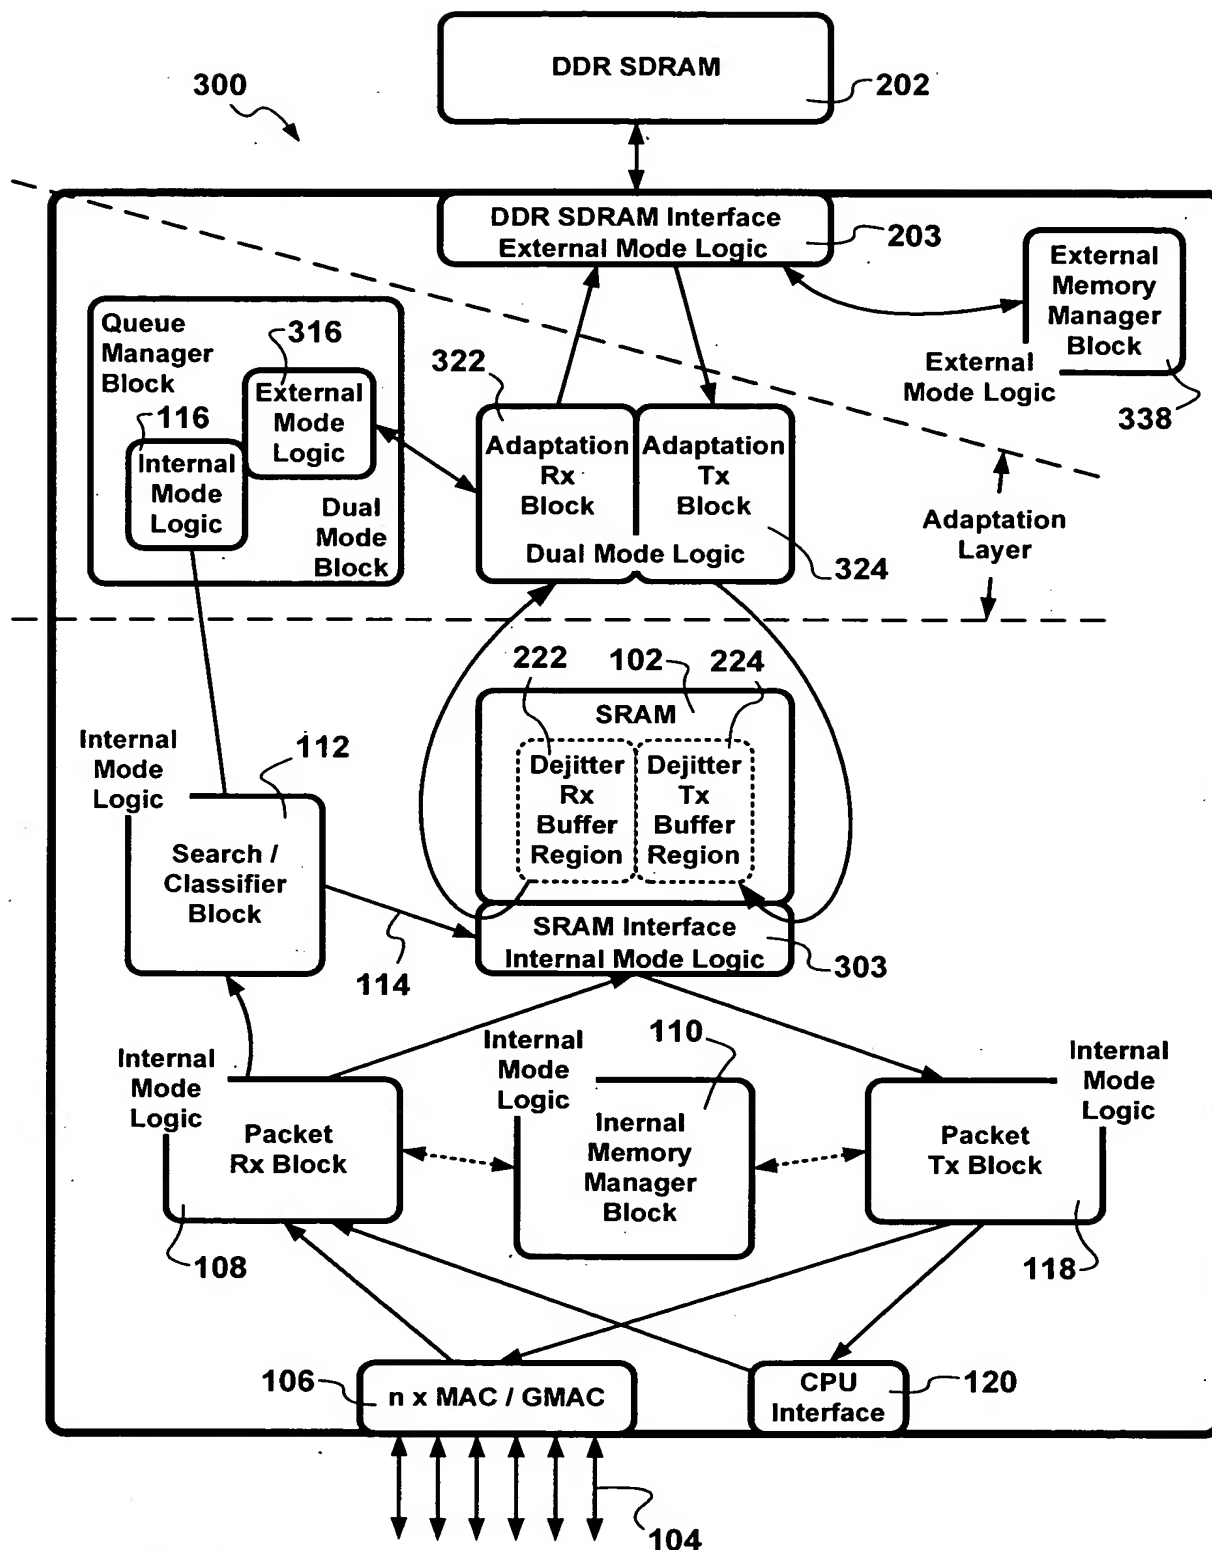 DDR SDRAM
202
300
DDR SDRAM Interface
External Mode Logic
203
External
Memory
Manager
Block
External
Mode Logic
338
Queue
Manager
Block
316
External
Mode
Logic
116
Internal
Mode
Logic
Dual
Mode
Block
322
Adaptation
Rx
Block
Adaptation
Tx
Block
Dual Mode Logic
324
Adaptation
Layer
222
102
224
SRAM
Dejitter
Rx
Buffer
Region
Dejitter
Tx
Buffer
Region
Internal
Mode
Logic
112
Search /
Classifier
Block
114
SRAM Interface
Internal Mode Logic
303
Internal
Mode
Logic
Packet
Rx Block
108
Internal
Mode
Logic
110
Inernal
Memory
Manager
Block
Internal
Mode
Logic
Packet
Tx Block
118
106
n x MAC / GMAC
CPU
Interface
120
104